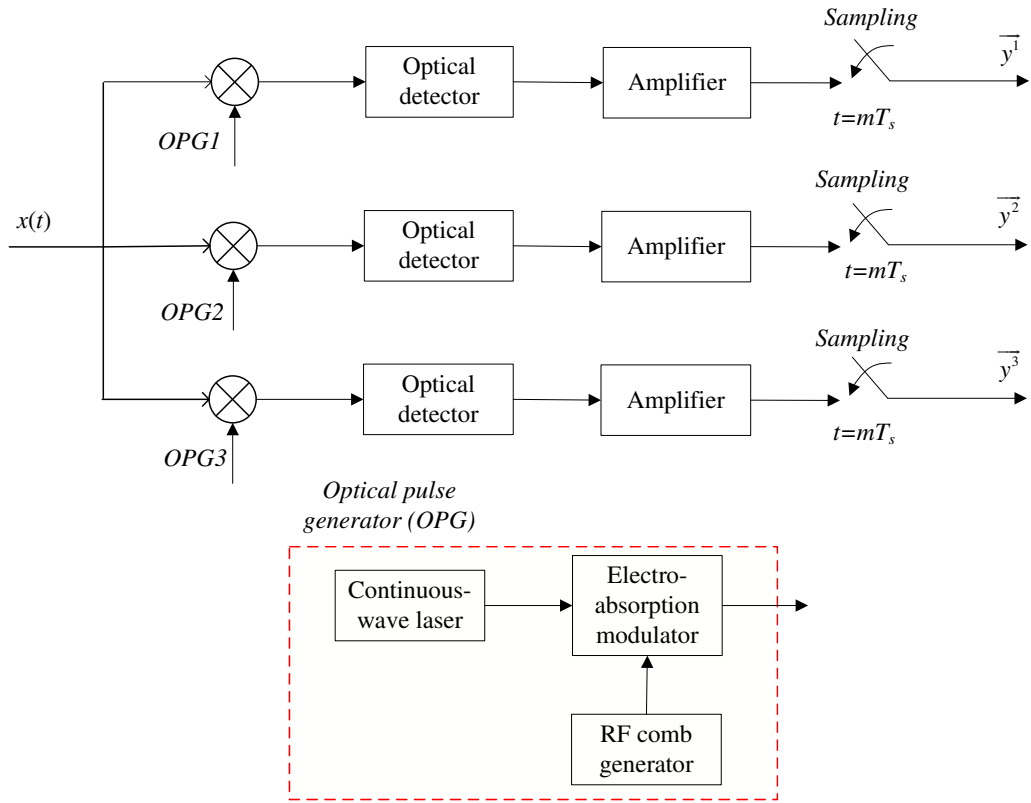 Sampling
Optical
detector
Amplifier
y¹
OPG1
t=mTₛ
Sampling
x(t)
Optical
detector
Amplifier
y²
OPG2
t=mTₛ
Sampling
Optical
detector
Amplifier
y³
OPG3
t=mTₛ
Optical pulse
generator (OPG)
Continuous-
wave laser
Electro-
absorption
modulator
RF comb
generator